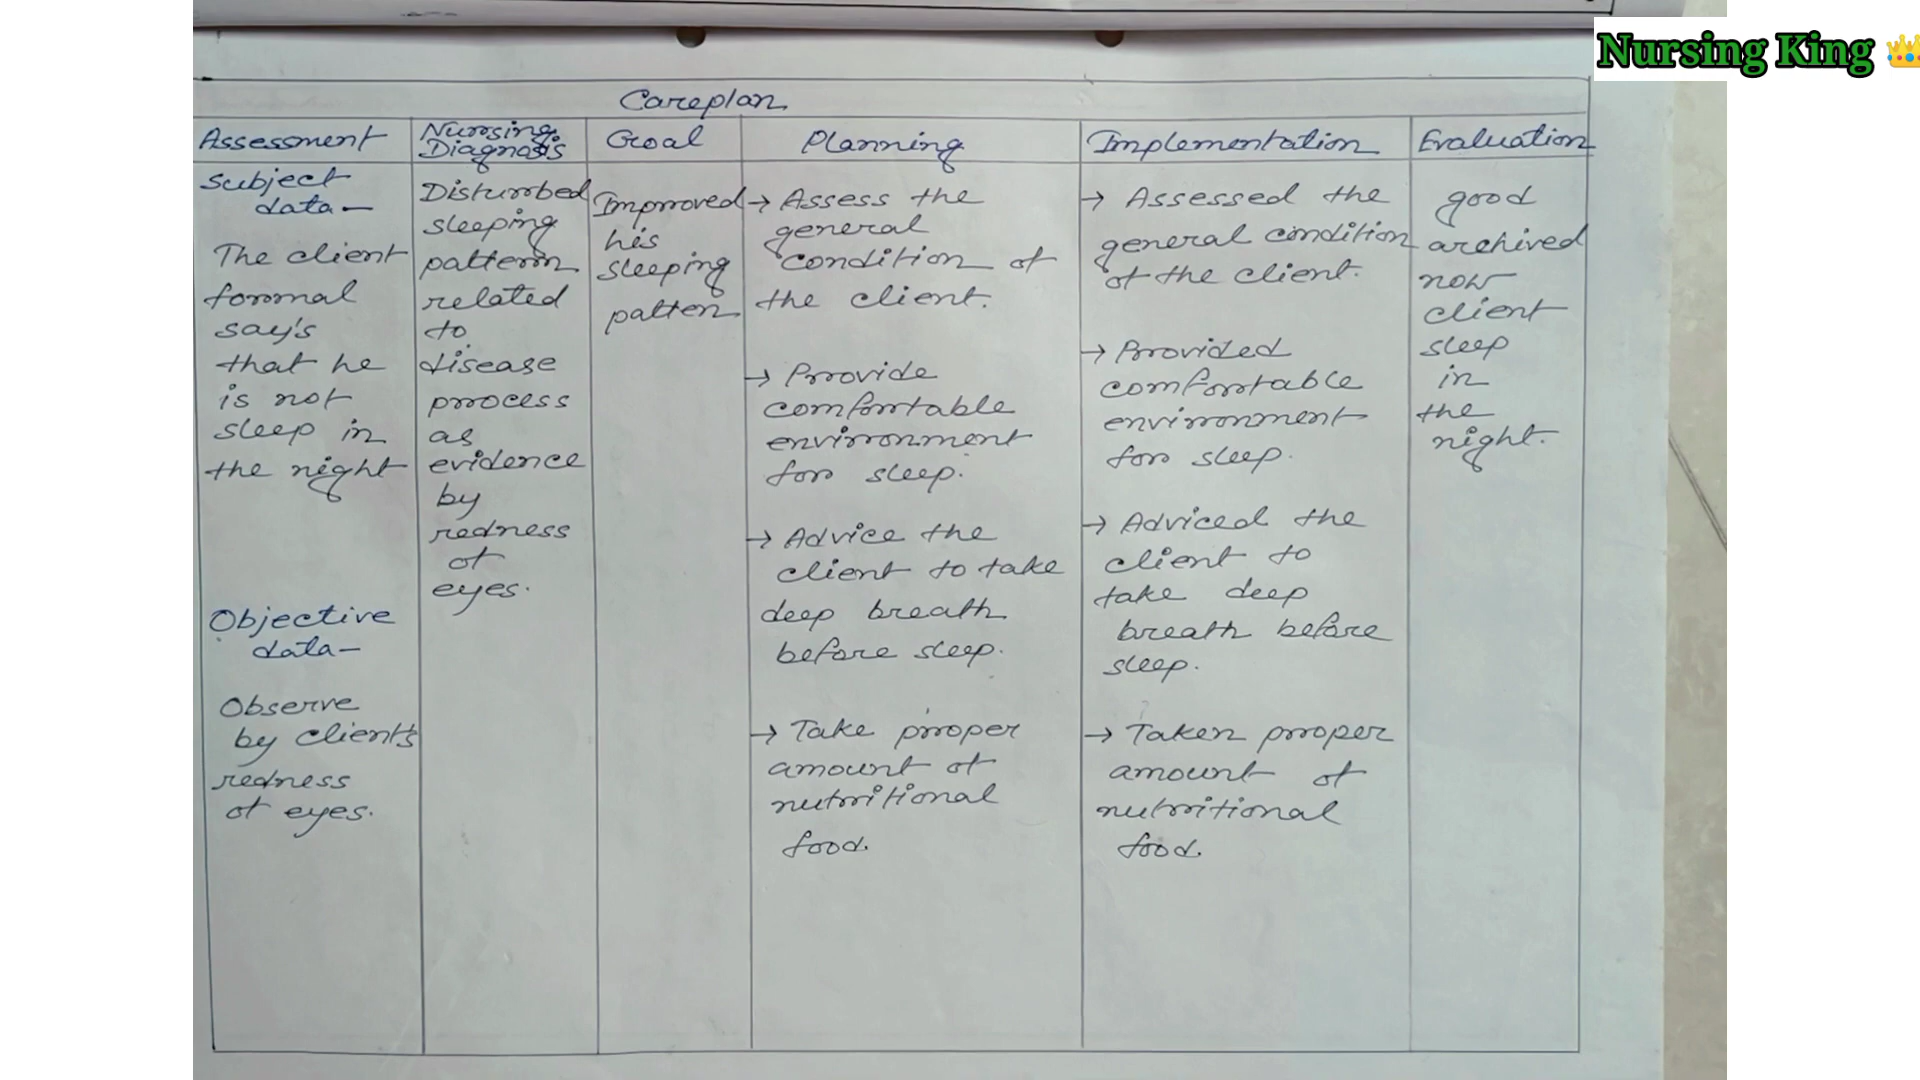 Nursing King
Careplan
Assessment
Nursing
Diagnosis
Goal
Planning
Implementation
Evaluation
Subject
data-
The client
formal
say's
that he
is not
sleep in
the night
Objective
data-
Observe
by client's
redness
of eyes.
Disturbed
sleeping
pattern
related
to
disease
process
as
evidence
by
redness
of
eyes.
Improved
his
sleeping
patten
→ Assess the
general
condition of
the client.
→ Provide
comfortable
environment
for sleep.
→ Advice the
client to take
deep breath
before sleep.
→ Take proper
amount of
nutritional
food.
→ Assessed the
general condition
of the client.
→ Provided
comfortable
environment
for sleep.
→ Adviced the
client to
take deep
breath before
sleep.
→ Taken proper
amount of
nutritional
food.
good
archived
now
client
sleep
in
the
night.